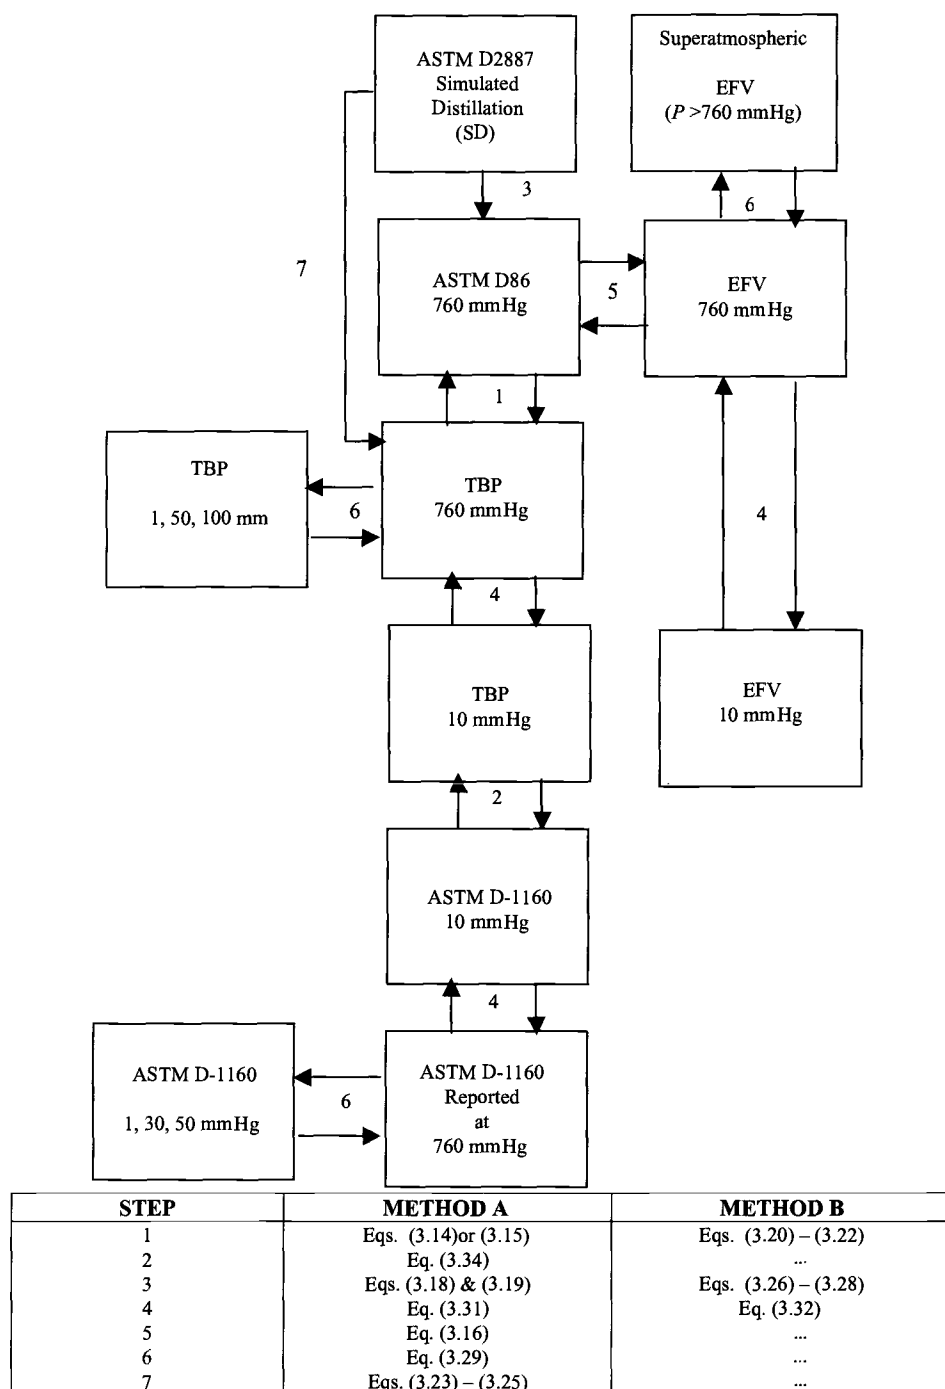 ASTM D2887
Simulated
Distillation
(SD)
Superatmospheric
EFV
(P >760 mmHg)
3
6
7
ASTM D86
760 mmHg
5
EFV
760 mmHg
1
TBP
1, 50, 100 mm
6
TBP
760 mmHg
4
4
TBP
10 mmHg
EFV
10 mmHg
2
ASTM D-1160
10 mmHg
4
ASTM D-1160
1, 30, 50 mmHg
6
ASTM D-1160
Reported
at
760 mmHg
STEP METHOD A METHOD B
1 Eqs. (3.14)or (3.15) Eqs. (3.20) – (3.22)
2 Eq. (3.34) ...
3 Eqs. (3.18) & (3.19) Eqs. (3.26) – (3.28)
4 Eq. (3.31) Eq. (3.32)
5 Eq. (3.16) ...
6 Eq. (3.29) ...
7 Eqs. (3.23) – (3.25) ...